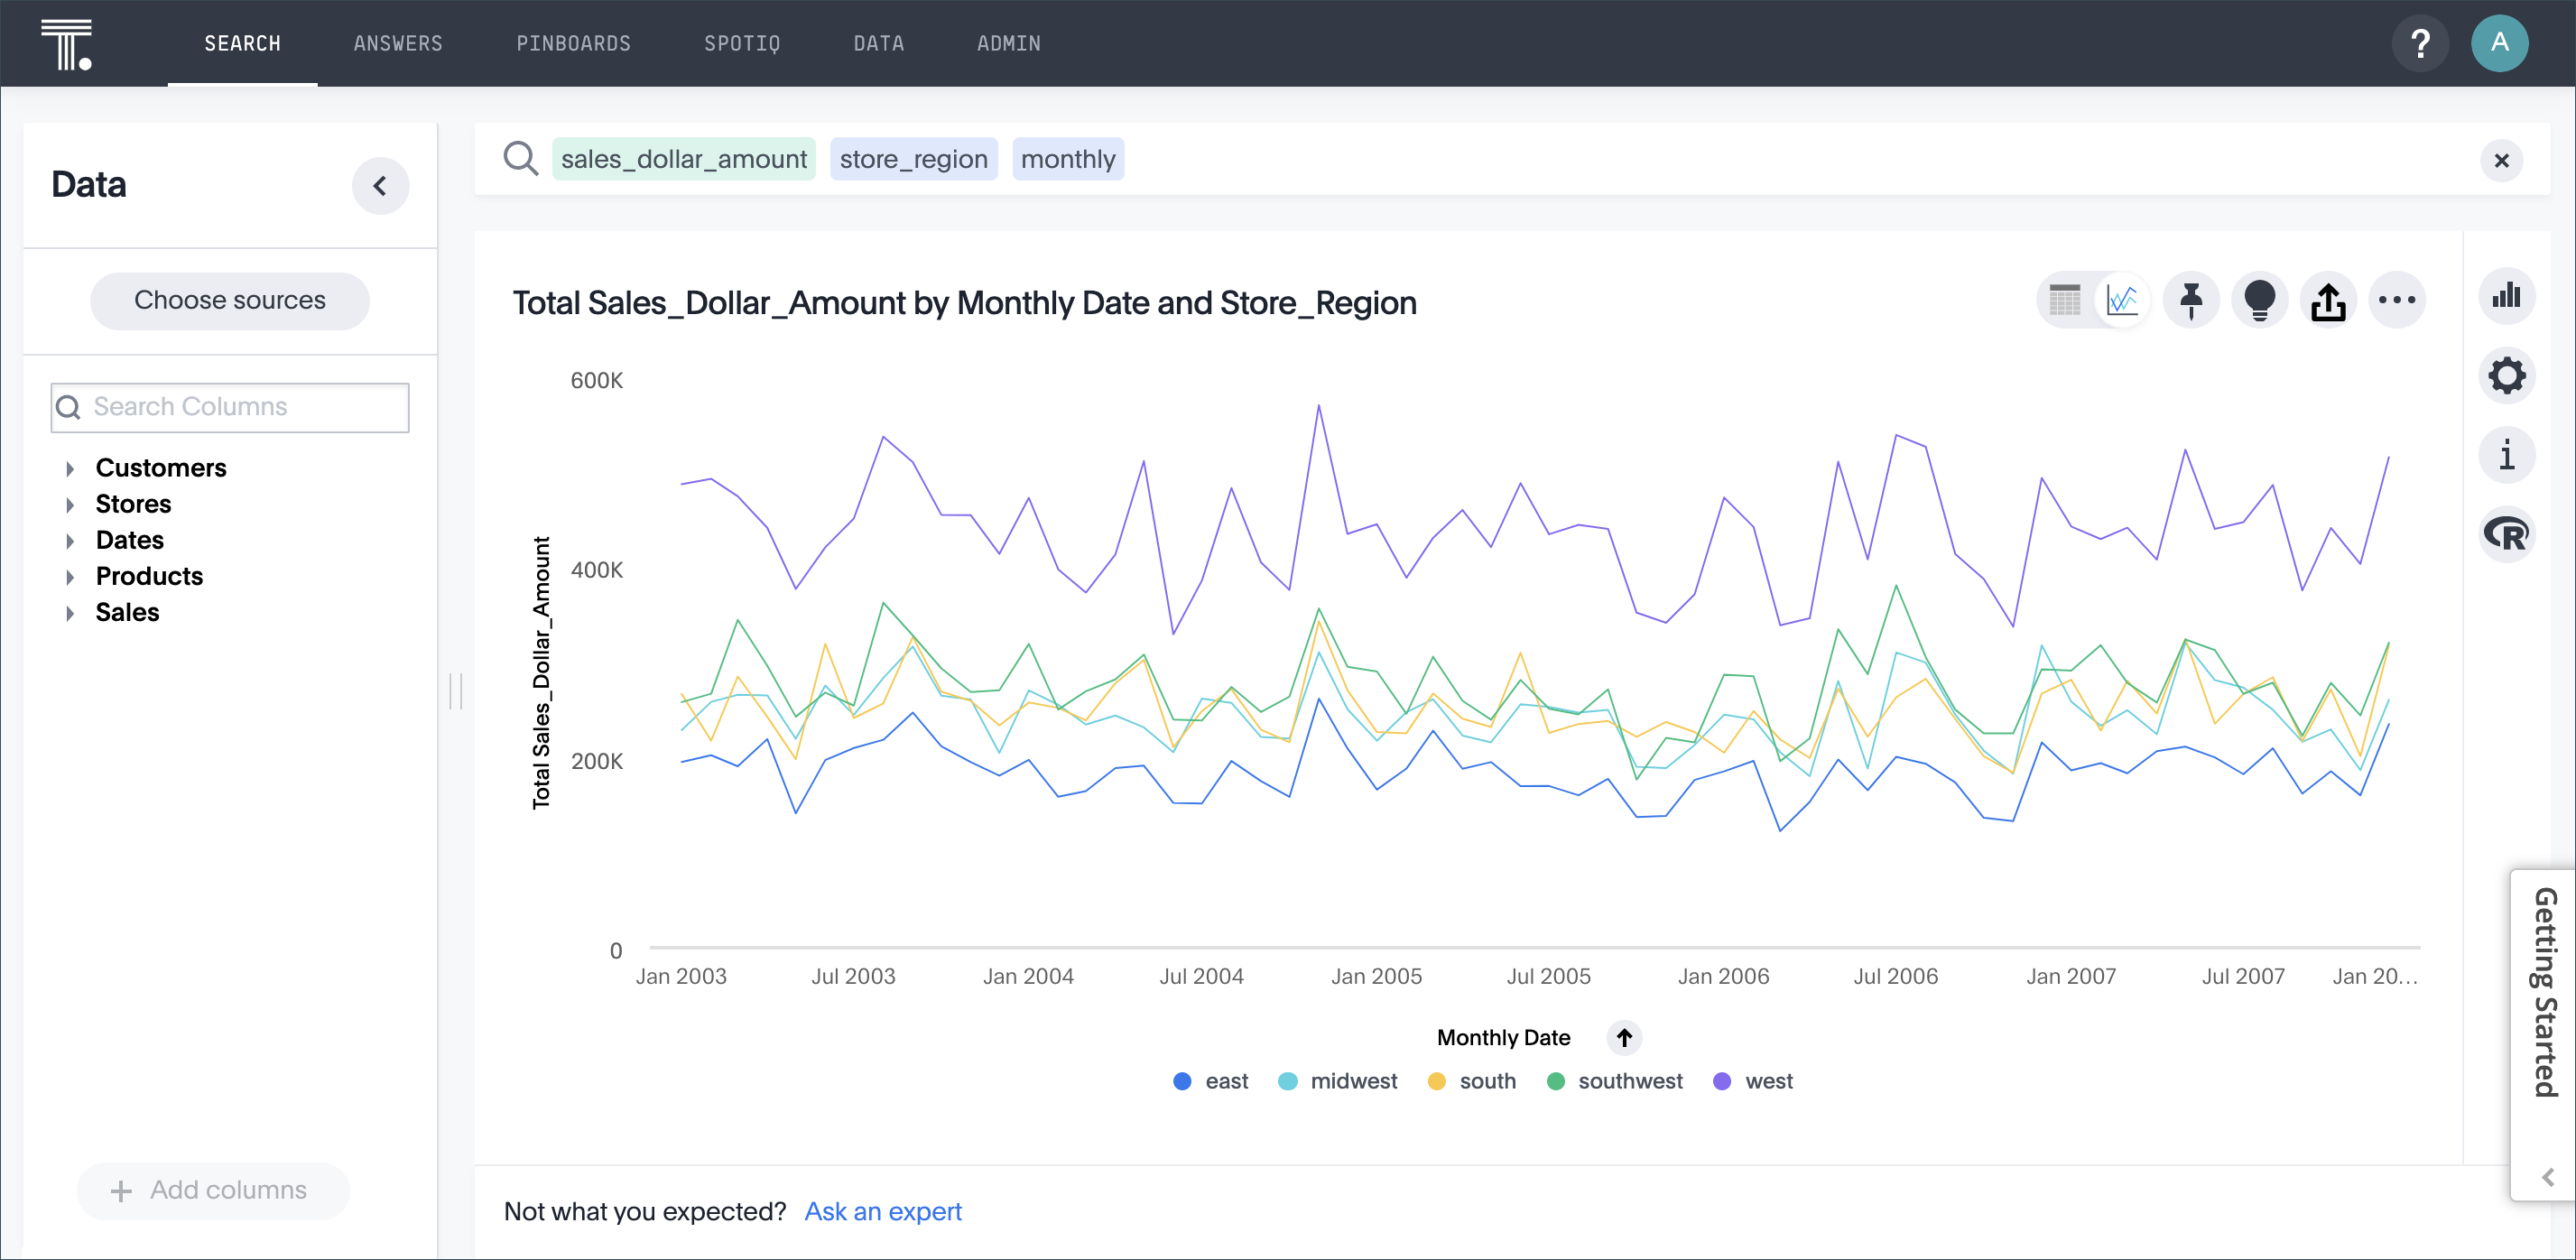 T.
SEARCH ANSWERS PINBOARDS SPOTIQ DATA ADMIN ? A
Data
Choose sources
Search Columns
Customers
Stores
Dates
Products
Sales
+ Add columns
sales_dollar_amount store_region monthly
Total Sales_Dollar_Amount by Monthly Date and Store_Region
Total Sales_Dollar_Amount
600K
400K
200K
0
Jan 2003 Jul 2003 Jan 2004 Jul 2004 Jan 2005 Jul 2005 Jan 2006 Jul 2006 Jan 2007 Jul 2007 Jan 20...
Monthly Date
east midwest south southwest west
Not what you expected? Ask an expert
i
R
Getting Started